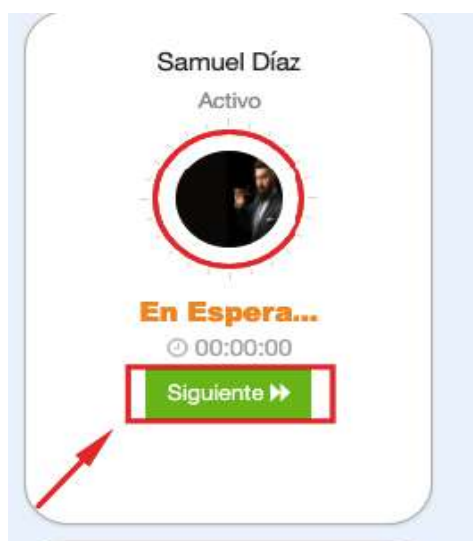 Samuel Díaz
Activo
En Espera...
00:00:00
Siguiente